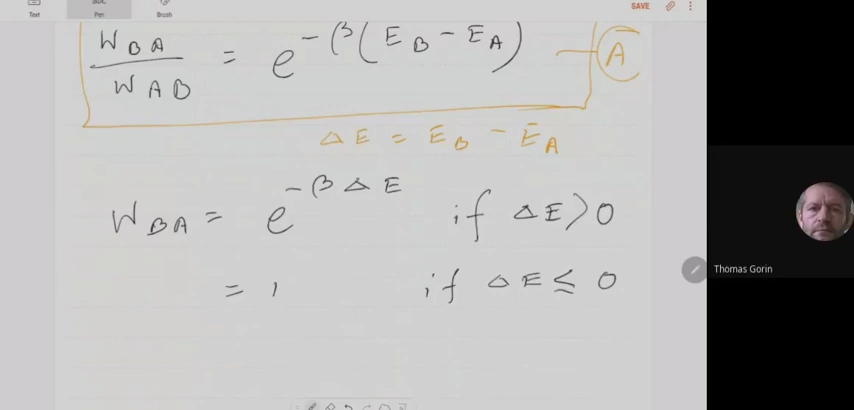 SAVE
Text
Pen
Brush
W_BA / W_AB = e^{-β(E_B - E_A)} — A
ΔE = E_B - E_A
W_BA = e^{-βΔE} if ΔE > 0
= 1 if ΔE ≤ 0
Thomas Gorin